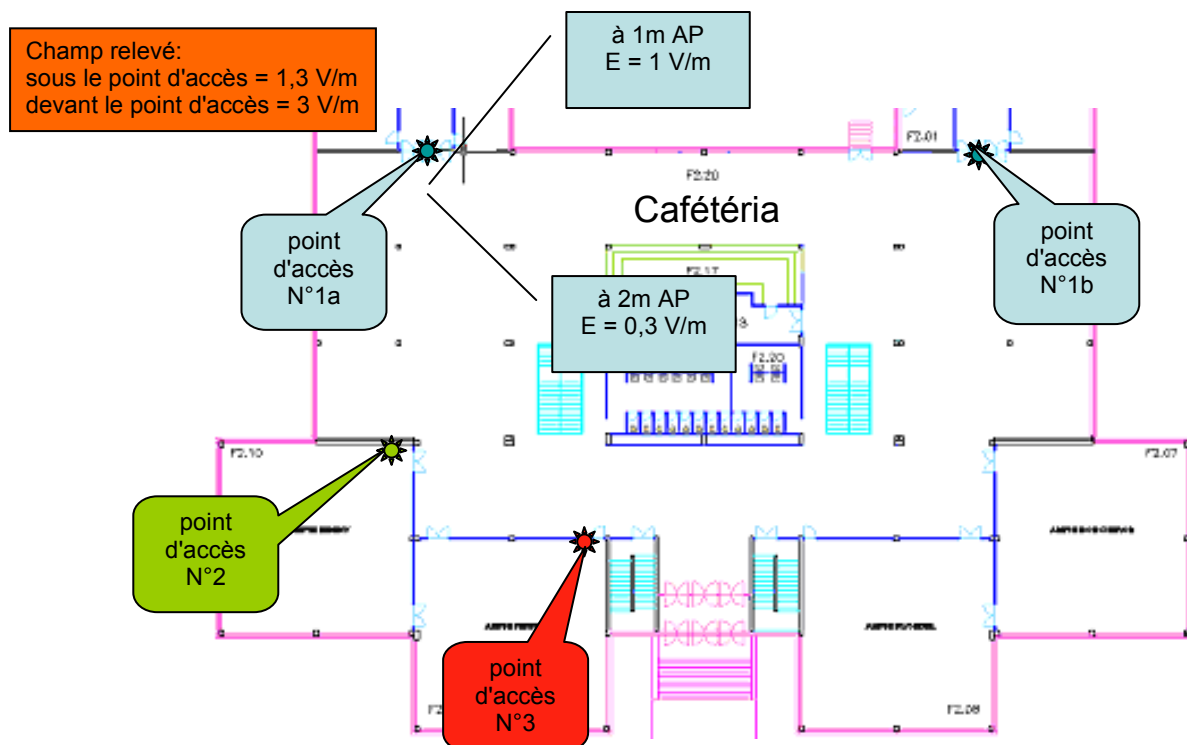 Champ relevé:
sous le point d'accès = 1,3 V/m
devant le point d'accès = 3 V/m
à 1m AP
E = 1 V/m
F2.01
F2.20
Cafétéria
point
d'accès
N°1a
point
d'accès
N°1b
F2.17
à 2m AP
E = 0,3 V/m
F2.20
F2.10
F2.07
point
d'accès
N°2
point
d'accès
N°3
F2.08